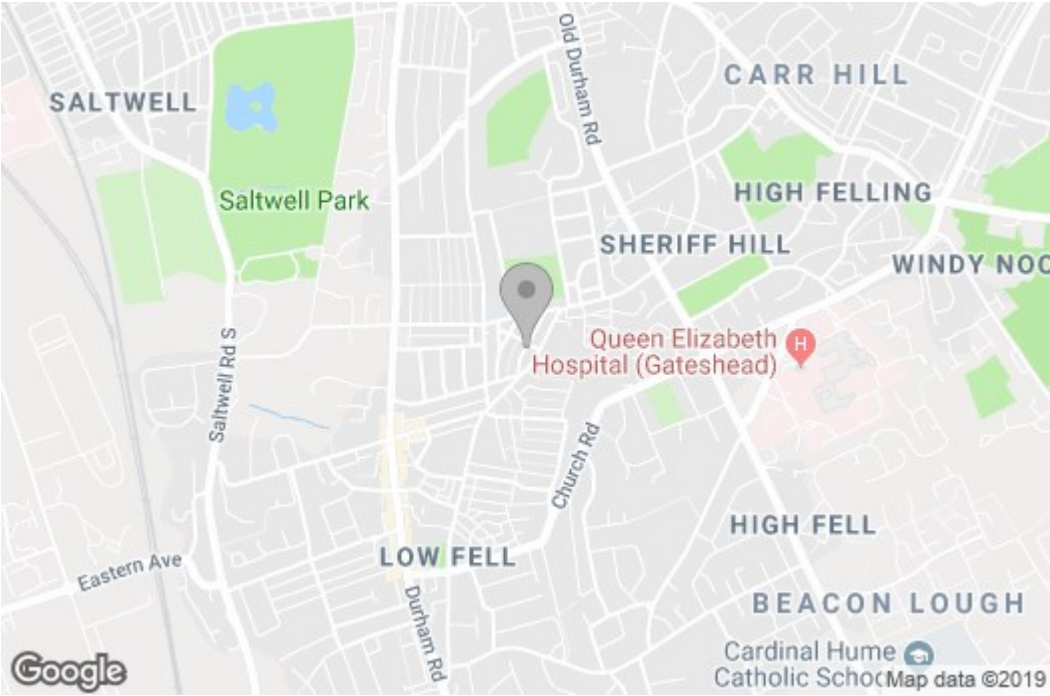 Old Durham Rd
CARR HILL
SALTWELL
HIGH FELLING
Saltwell Park
SHERIFF HILL
WINDY NOO
Queen Elizabeth
Hospital (Gateshead)
H
Saltwell Rd S
Church Rd
HIGH FELL
LOW FELL
Eastern Ave
Durham Rd
BEACON LOUGH
Cardinal Hume
Catholic School
Google
Map data ©2019